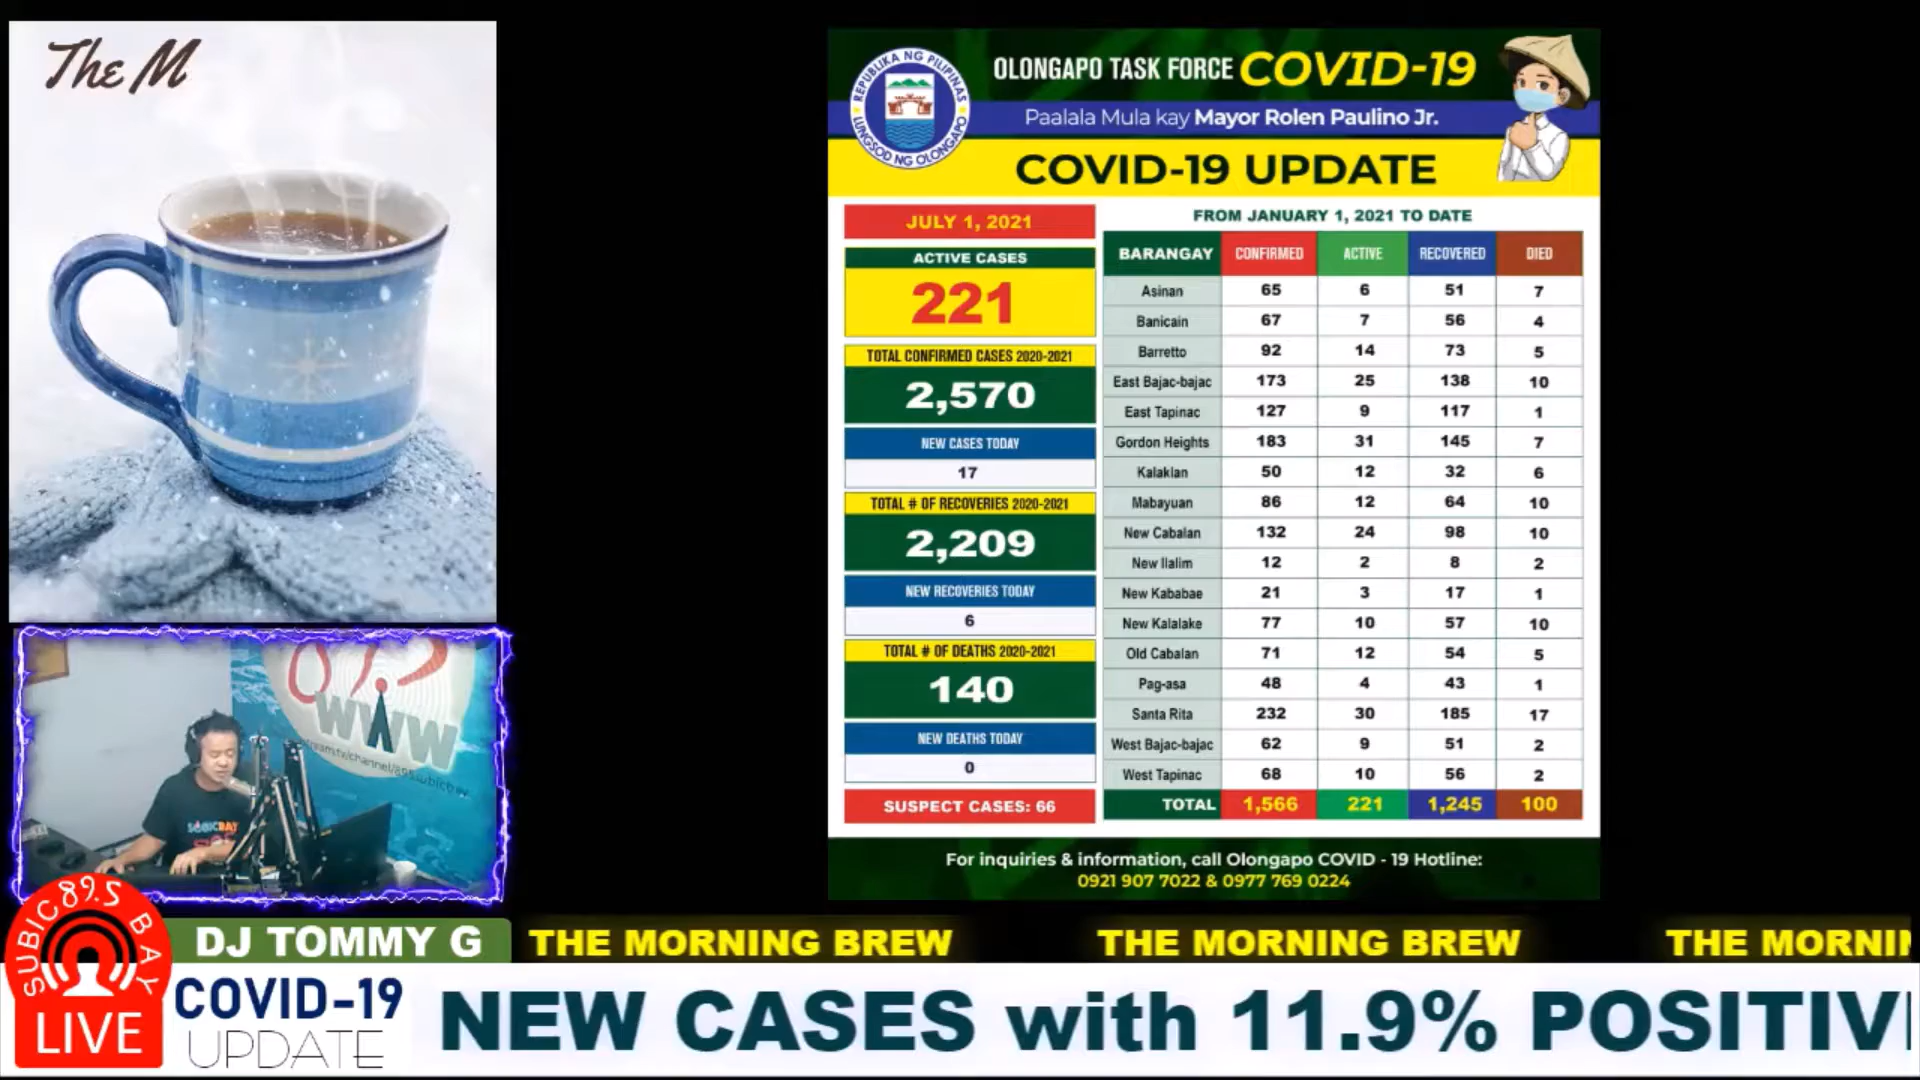 The M
OLONGAPO TASK FORCE COVID-19
Paalala Mula kay Mayor Rolen Paulino Jr.
COVID-19 UPDATE
REPUBLIKA NG PILIPINAS
LUNGSOD NG OLONGAPO
JULY 1, 2021
ACTIVE CASES
221
TOTAL CONFIRMED CASES 2020-2021
2,570
NEW CASES TODAY
17
TOTAL # OF RECOVERIES 2020-2021
2,209
NEW RECOVERIES TODAY
6
TOTAL # OF DEATHS 2020-2021
140
NEW DEATHS TODAY
0
SUSPECT CASES: 66
FROM JANUARY 1, 2021 TO DATE
BARANGAY CONFIRMED ACTIVE RECOVERED DIED
Asinan 65 6 51 7
Banicain 67 7 56 4
Barretto 92 14 73 5
East Bajac-bajac 173 25 138 10
East Tapinac 127 9 117 1
Gordon Heights 183 31 145 7
Kalaklan 50 12 32 6
Mabayuan 86 12 64 10
New Cabalan 132 24 98 10
New Ilalim 12 2 8 2
New Kababae 21 3 17 1
New Kalalake 77 10 57 10
Old Cabalan 71 12 54 5
Pag-asa 48 4 43 1
Santa Rita 232 30 185 17
West Bajac-bajac 62 9 51 2
West Tapinac 68 10 56 2
TOTAL 1,566 221 1,245 100
For inquiries & information, call Olongapo COVID - 19 Hotline:
0921 907 7022 & 0977 769 0224
WWW
SUBIC 89.5 BAY
LIVE
DJ TOMMY G
THE MORNING BREW THE MORNING BREW THE MORNIN
COVID-19
UPDATE
NEW CASES with 11.9% POSITIVI